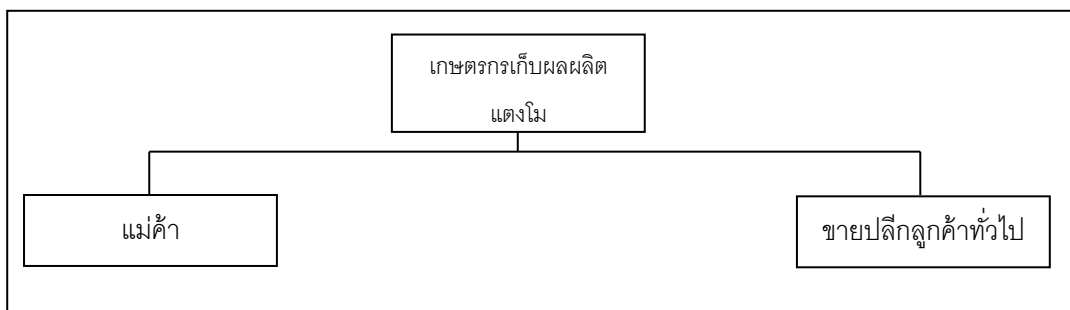 เกษตรกรเก็บผลผลิต
แตงโม
แม่ค้า
ขายปลีกลูกค้าทั่วไป